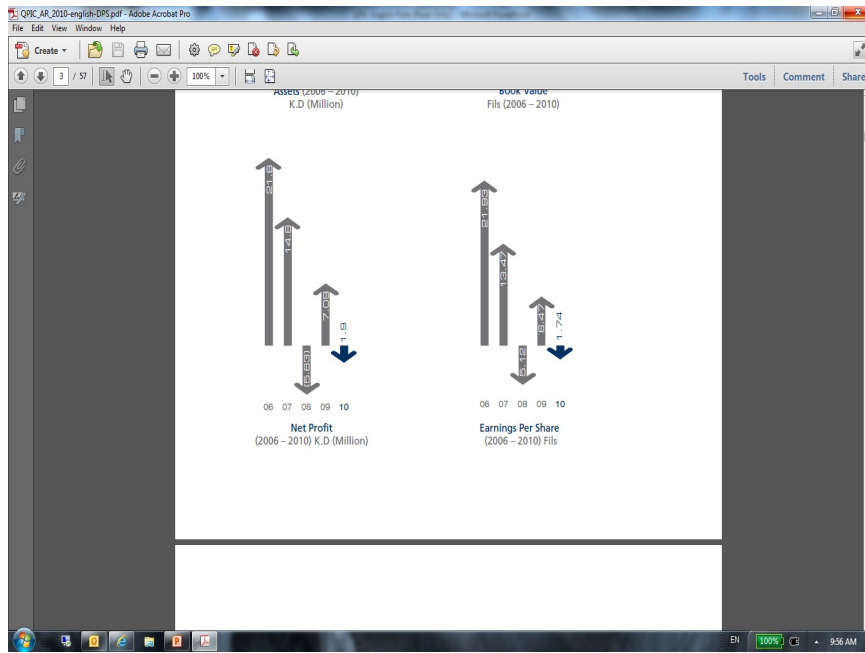 QPIC_AR_2010-english-DPS.pdf - Adobe Acrobat Pro
File Edit View Window Help
Create
3 / 57
100%
Tools Comment Share
Assets (2006 – 2010)
K.D (Million)
Book Value
Fils (2006 – 2010)
21.8
14.8
(5.63)
7.09
1.9
06 07 08 09 10
Net Profit
(2006 – 2010) K.D (Million)
21.93
13.47
5.12
6.47
1.74
06 07 08 09 10
Earnings Per Share
(2006 – 2010) Fils
EN 100% 9:56 AM